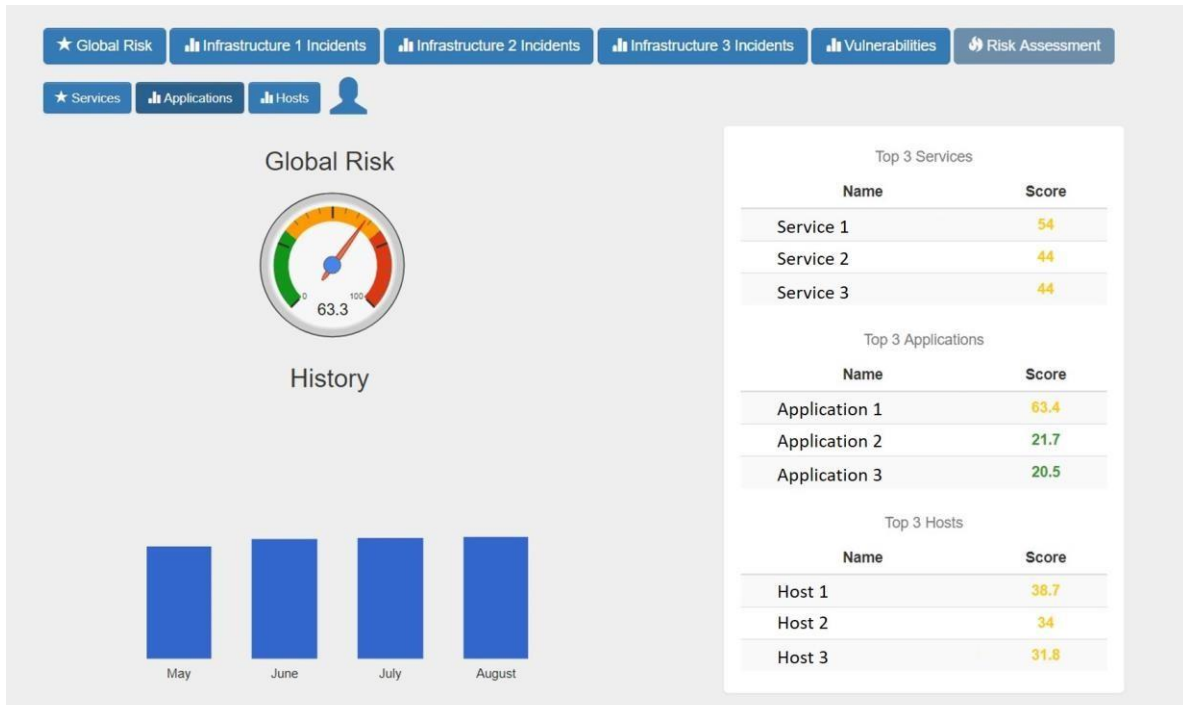 Global Risk Infrastructure 1 Incidents Infrastructure 2 Incidents Infrastructure 3 Incidents Vulnerabilities Risk Assessment
Services Applications Hosts
Global Risk
0 100
63.3
History
May June July August
Top 3 Services
Name Score
Service 1 54
Service 2 44
Service 3 44
Top 3 Applications
Name Score
Application 1 63.4
Application 2 21.7
Application 3 20.5
Top 3 Hosts
Name Score
Host 1 38.7
Host 2 34
Host 3 31.8